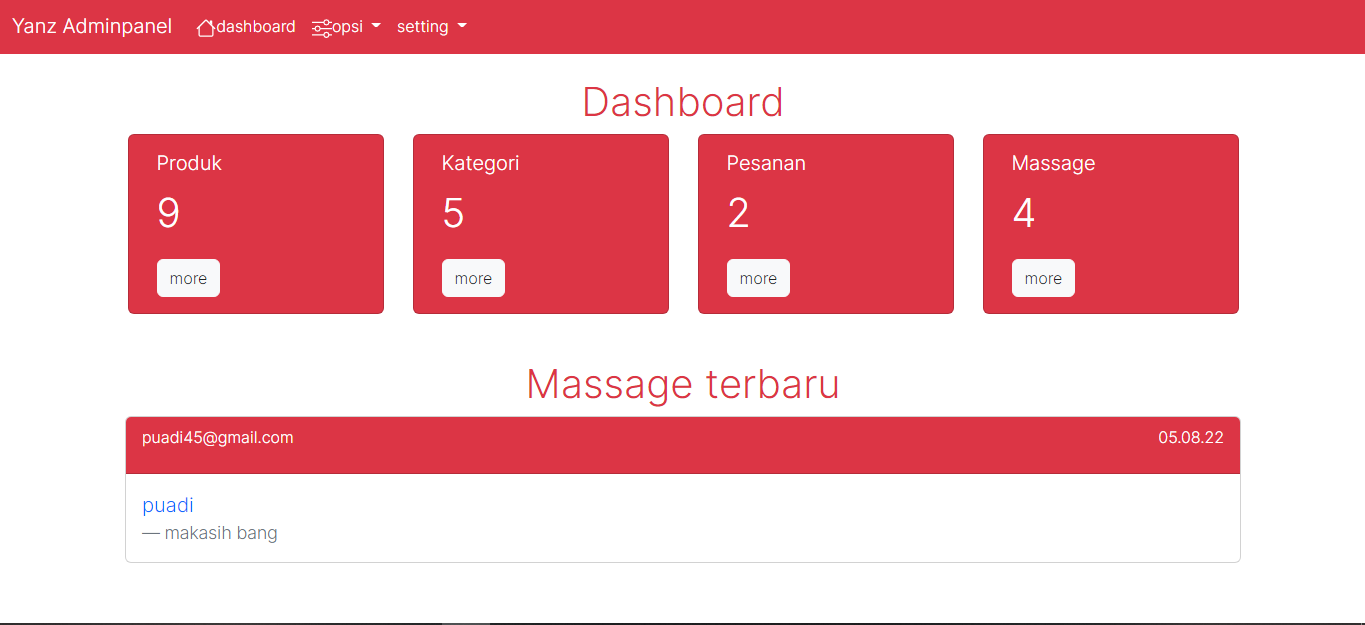 Yanz Adminpanel dashboard opsi setting
Dashboard
Produk Kategori Pesanan Massage
9 5 2 4
more more more more
Massage terbaru
puadi45@gmail.com 05.08.22
puadi
— makasih bang